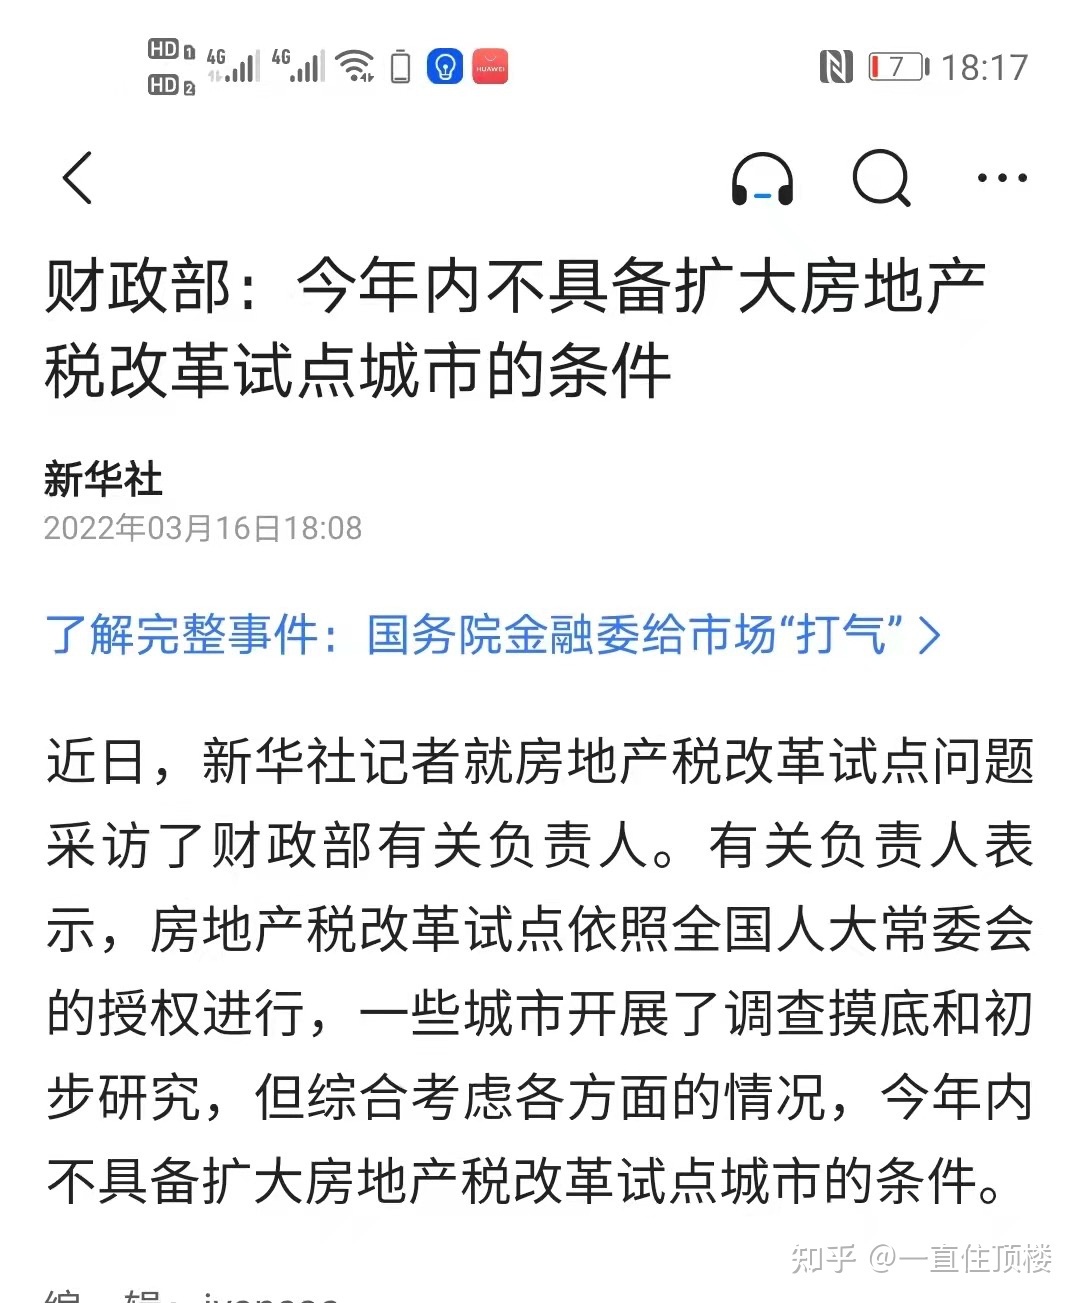 HD 1 4G 4G HUAWEI 7 18:17
HD 2
财政部：今年内不具备扩大房地产
税改革试点城市的条件
新华社
2022年03月16日18:08
了解完整事件：国务院金融委给市场“打气”
近日，新华社记者就房地产税改革试点问题
采访了财政部有关负责人。有关负责人表
示，房地产税改革试点依照全国人大常委会
的授权进行，一些城市开展了调查摸底和初
步研究，但综合考虑各方面的情况，今年内
不具备扩大房地产税改革试点城市的条件。
知乎 @一直住顶楼
编 辑：